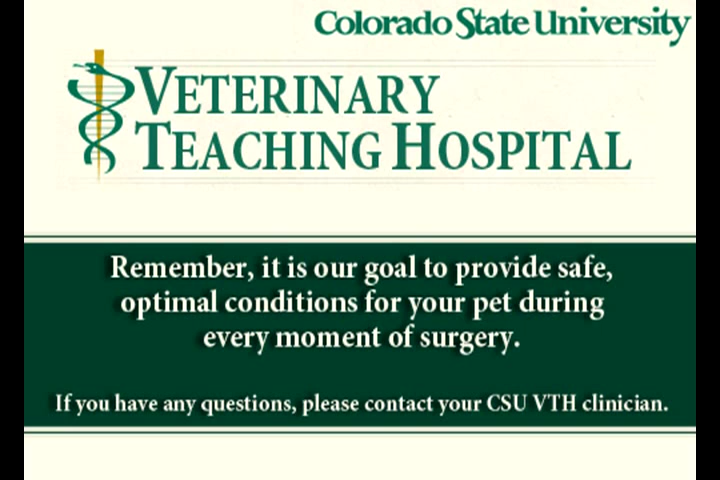 Colorado State University
VETERINARY
TEACHING HOSPITAL
Remember, it is our goal to provide safe,
optimal conditions for your pet during
every moment of surgery.
If you have any questions, please contact your CSU VTH clinician.